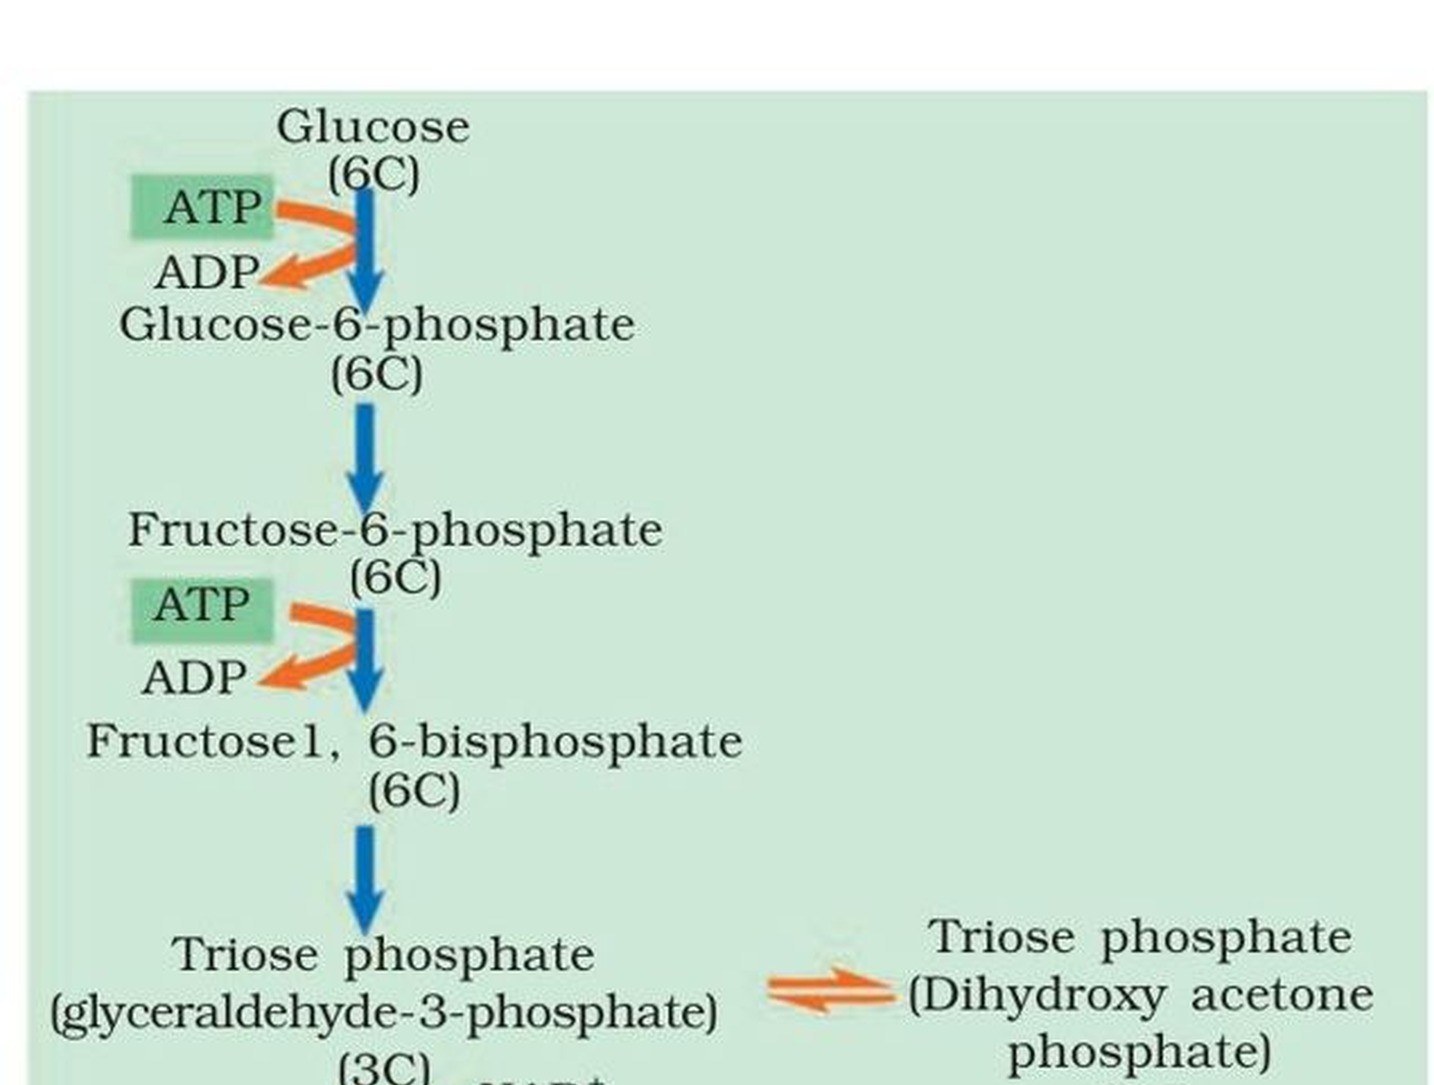 Glucose
(6C)
ATP
ADP
Glucose-6-phosphate
(6C)
Fructose-6-phosphate
(6C)
ATP
ADP
Fructose1, 6-bisphosphate
(6C)
Triose phosphate
(glyceraldehyde-3-phosphate)
(3C)
Triose phosphate
(Dihydroxy acetone
phosphate)